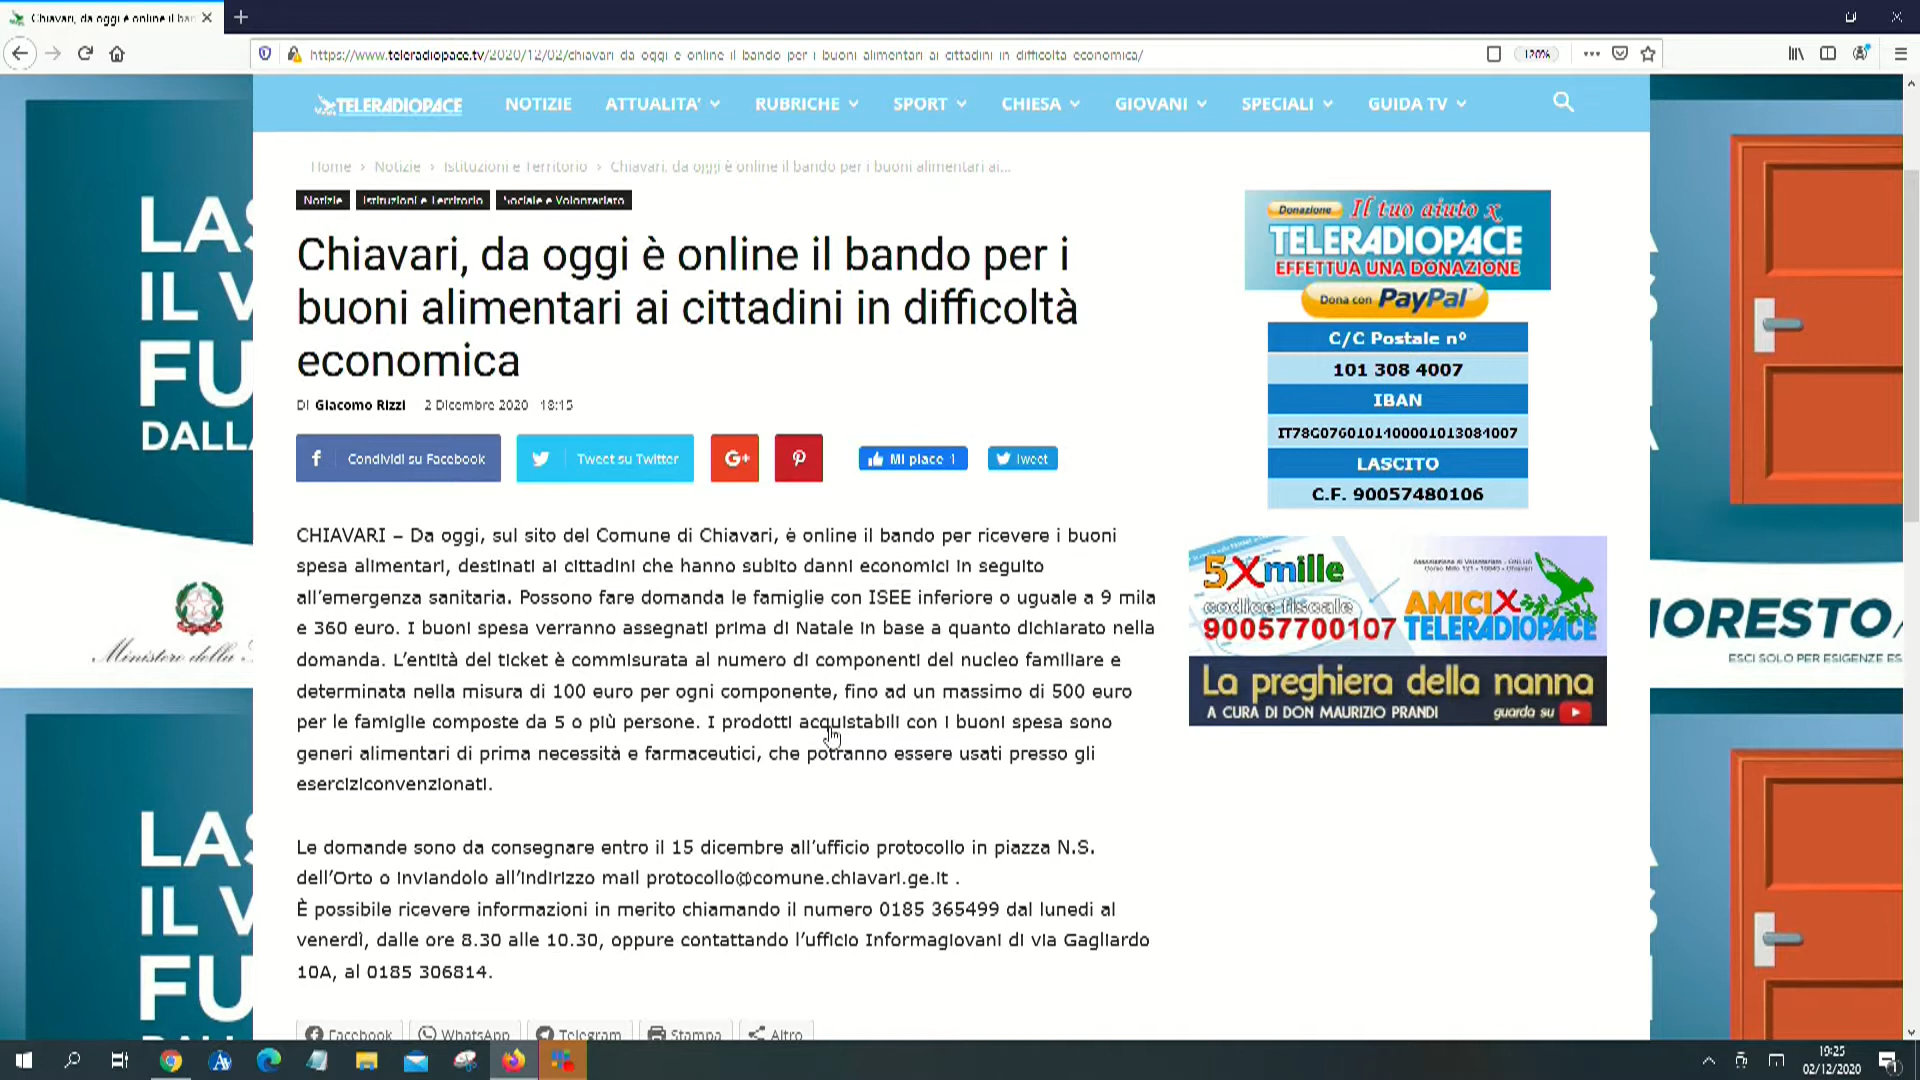 Chiavari, da oggi è online il ban
https://www.teleradiopace.tv/2020/12/02/chiavari-da-oggi-e-online-il-bando-per-i-buoni-alimentari-ai-cittadini-in-difficolta-economica/
120%
TELERADIOPACE NOTIZIE ATTUALITA' RUBRICHE SPORT CHIESA GIOVANI SPECIALI GUIDA TV
Home › Notizie › Istituzioni e Territorio › Chiavari, da oggi è online il bando per i buoni alimentari ai...
Notizie Istituzioni e Territorio Sociale e Volontariato
Chiavari, da oggi è online il bando per i
buoni alimentari ai cittadini in difficoltà
economica
Di Giacomo Rizzi 2 Dicembre 2020 18:15
Condividi su Facebook Tweet su Twitter G+ Mi piace 1 Tweet
CHIAVARI – Da oggi, sul sito del Comune di Chiavari, è online il bando per ricevere i buoni
spesa alimentari, destinati ai cittadini che hanno subito danni economici in seguito
all’emergenza sanitaria. Possono fare domanda le famiglie con ISEE inferiore o uguale a 9 mila
e 360 euro. I buoni spesa verranno assegnati prima di Natale in base a quanto dichiarato nella
domanda. L’entità del ticket è commisurata al numero di componenti del nucleo familiare e
determinata nella misura di 100 euro per ogni componente, fino ad un massimo di 500 euro
per le famiglie composte da 5 o più persone. I prodotti acquistabili con i buoni spesa sono
generi alimentari di prima necessità e farmaceutici, che potranno essere usati presso gli
eserciziconvenzionati.
Le domande sono da consegnare entro il 15 dicembre all’ufficio protocollo in piazza N.S.
dell’Orto o inviandolo all’indirizzo mail protocollo@comune.chiavari.ge.it .
È possibile ricevere informazioni in merito chiamando il numero 0185 365499 dal lunedì al
venerdì, dalle ore 8.30 alle 10.30, oppure contattando l’ufficio Informagiovani di via Gagliardo
10A, al 0185 306814.
Facebook WhatsApp Telegram Stampa Altro
Donazione Il tuo aiuto x
TELERADIOPACE
EFFETTUA UNA DONAZIONE
Dona con PayPal
C/C Postale n°
101 308 4007
IBAN
IT78G0760101400001013084007
LASCITO
C.F. 90057480106
5Xmille
codice fiscale
90057700107
Associazione di Volontariato - ONLUS
AMICI X
TELERADIOPACE
La preghiera della nanna
A CURA DI DON MAURIZIO PRANDI guarda su
LAS
IL V
FU
DALLA
Ministero della
IORESTO
ESCI SOLO PER ESIGENZE ES
LAS
IL V
FU
19:25
02/12/2020
1